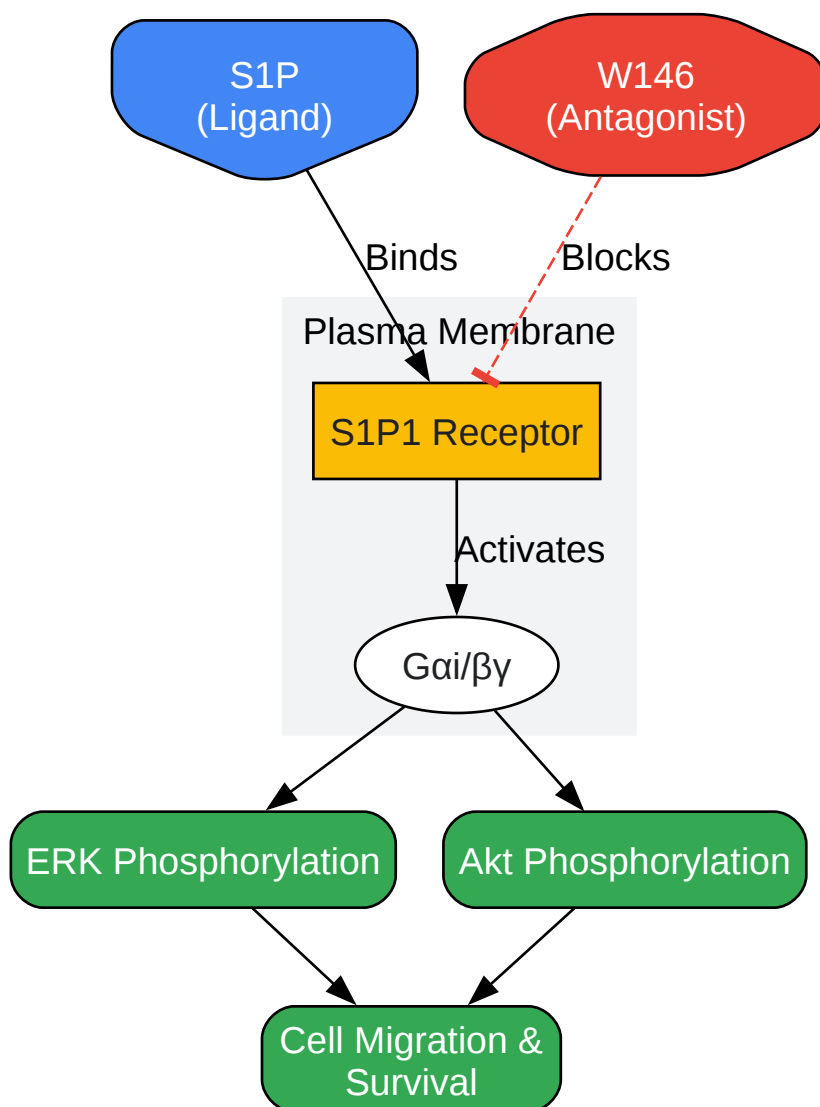 S1P
(Ligand)
W146
(Antagonist)
Binds
Blocks
Plasma Membrane
S1P1 Receptor
Activates
Gαi/βγ
ERK Phosphorylation
Akt Phosphorylation
Cell Migration &
Survival